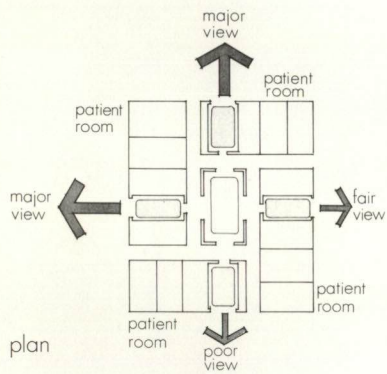 major
view
patient
room
patient
room
major
view
fair
view
patient
room
patient
room
poor
view
plan